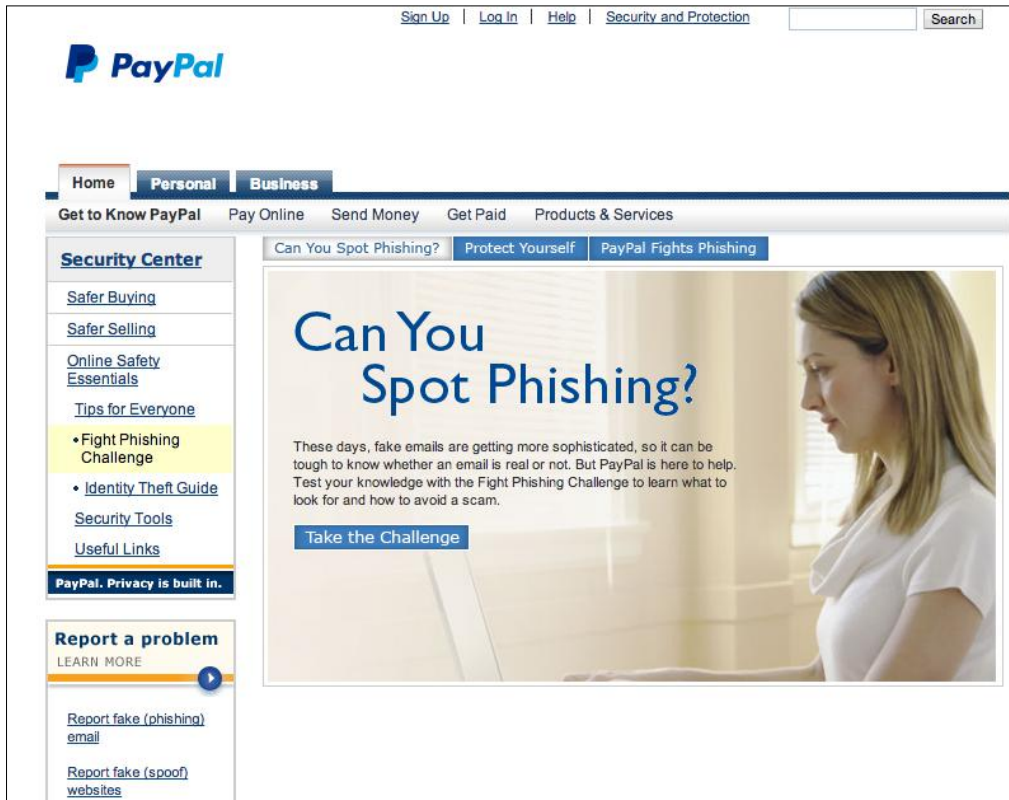 Sign Up | Log In | Help | Security and Protection Search
PayPal
Home Personal Business
Get to Know PayPal Pay Online Send Money Get Paid Products & Services
Security Center
Safer Buying
Safer Selling
Online Safety
Essentials
Tips for Everyone
• Fight Phishing
Challenge
• Identity Theft Guide
Security Tools
Useful Links
PayPal. Privacy is built in.
Report a problem
LEARN MORE
Report fake (phishing)
email
Report fake (spoof)
websites
Can You Spot Phishing? Protect Yourself PayPal Fights Phishing
Can You
Spot Phishing?
These days, fake emails are getting more sophisticated, so it can be
tough to know whether an email is real or not. But PayPal is here to help.
Test your knowledge with the Fight Phishing Challenge to learn what to
look for and how to avoid a scam.
Take the Challenge